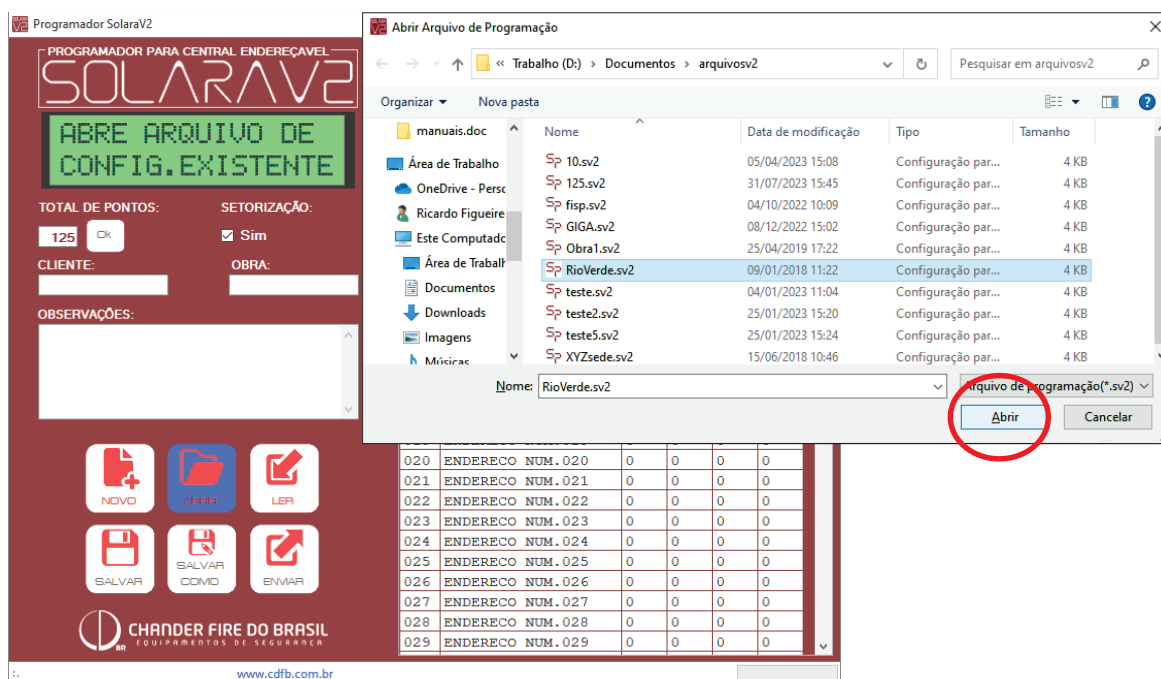 Programador SolaraV2
PROGRAMADOR PARA CENTRAL ENDEREÇAVEL
SOLARAV2
ABRE ARQUIVO DE
CONFIG.EXISTENTE
TOTAL DE PONTOS:
SETORIZAÇÃO:
125
Ok
Sim
CLIENTE:
OBRA:
OBSERVAÇÕES:
NOVO
ABRIR
LER
SALVAR
SALVAR
COMO
ENVIAR
BR
CHANDER FIRE DO BRASIL
EQUIPAMENTOS DE SEGURANÇA
www.cdfb.com.br
Abrir Arquivo de Programação
« Trabalho (D:) › Documentos › arquivosv2
Pesquisar em arquivosv2
Organizar
Nova pasta
manuais.doc
Área de Trabalho
OneDrive - Perso
Ricardo Figueire
Este Computado
Área de Trabalh
Documentos
Downloads
Imagens
Músicas
Nome Data de modificação Tipo Tamanho
10.sv2 05/04/2023 15:08 Configuração par... 4 KB
125.sv2 31/07/2023 15:45 Configuração par... 4 KB
fisp.sv2 04/10/2022 10:09 Configuração par... 4 KB
GIGA.sv2 08/12/2022 15:02 Configuração par... 4 KB
Obra1.sv2 25/04/2019 17:22 Configuração par... 4 KB
RioVerde.sv2 09/01/2018 11:22 Configuração par... 4 KB
teste.sv2 04/01/2023 11:04 Configuração par... 4 KB
teste2.sv2 25/01/2023 15:20 Configuração par... 4 KB
teste5.sv2 25/01/2023 15:24 Configuração par... 4 KB
XYZsede.sv2 15/06/2018 10:46 Configuração par... 4 KB
Nome: RioVerde.sv2
Arquivo de programação(*.sv2)
Abrir
Cancelar
020 ENDERECO NUM.020 0 0 0 0
021 ENDERECO NUM.021 0 0 0 0
022 ENDERECO NUM.022 0 0 0 0
023 ENDERECO NUM.023 0 0 0 0
024 ENDERECO NUM.024 0 0 0 0
025 ENDERECO NUM.025 0 0 0 0
026 ENDERECO NUM.026 0 0 0 0
027 ENDERECO NUM.027 0 0 0 0
028 ENDERECO NUM.028 0 0 0 0
029 ENDERECO NUM.029 0 0 0 0